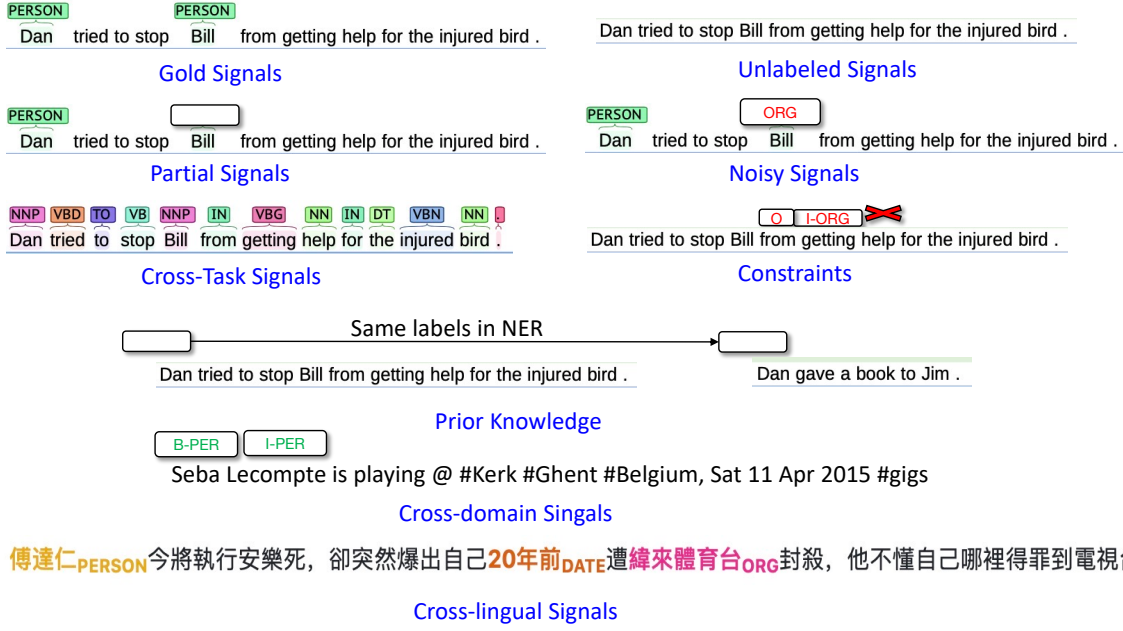 PERSON PERSON
Dan tried to stop Bill from getting help for the injured bird .
Gold Signals
Dan tried to stop Bill from getting help for the injured bird .
Unlabeled Signals
PERSON
Dan tried to stop Bill from getting help for the injured bird .
Partial Signals
PERSON ORG
Dan tried to stop Bill from getting help for the injured bird .
Noisy Signals
NNP VBD TO VB NNP IN VBG NN IN DT VBN NN .
Dan tried to stop Bill from getting help for the injured bird .
Cross-Task Signals
O I-ORG
Dan tried to stop Bill from getting help for the injured bird .
Constraints
Same labels in NER
Dan tried to stop Bill from getting help for the injured bird .
Dan gave a book to Jim .
Prior Knowledge
B-PER I-PER
Seba Lecompte is playing @ #Kerk #Ghent #Belgium, Sat 11 Apr 2015 #gigs
Cross-domain Singals
傅達仁PERSON今將執行安樂死，卻突然爆出自己20年前DATE遭緯來體育台ORG封殺，他不懂自己哪裡得罪到電視
Cross-lingual Signals